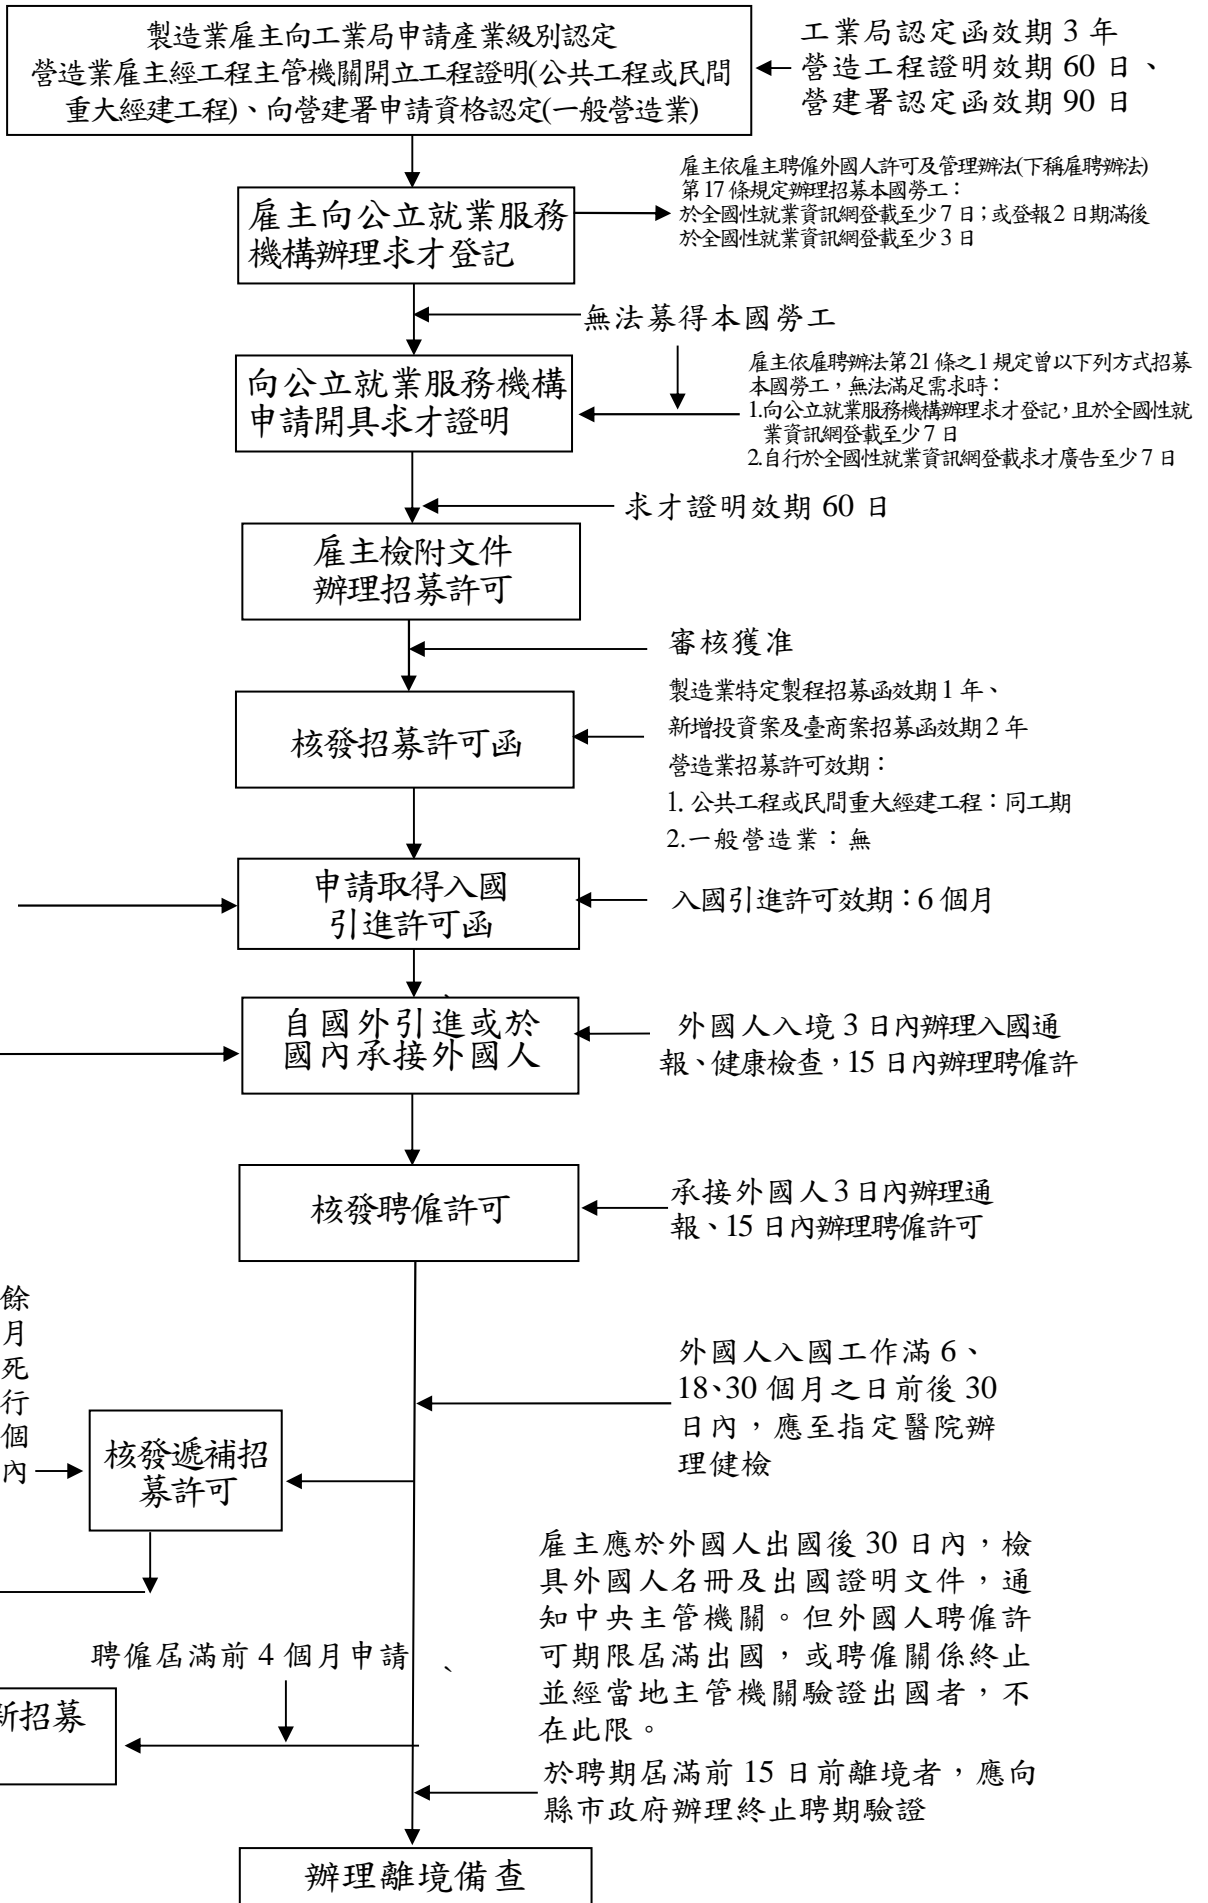 製造業雇主向工業局申請產業級別認定
營造業雇主經工程主管機關開立工程證明(公共工程或民間
重大經建工程)、向營建署申請資格認定(一般營造業)
工業局認定函效期 3 年
營造工程證明效期 60 日、
營建署認定函效期 90 日
雇主向公立就業服務
機構辦理求才登記
雇主依雇主聘僱外國人許可及管理辦法(下稱雇聘辦法)
第 17 條規定辦理招募本國勞工：
於全國性就業資訊網登載至少 7 日；或登報 2 日期滿後
於全國性就業資訊網登載至少 3 日
無法募得本國勞工
向公立就業服務機構
申請開具求才證明
雇主依雇聘辦法第 21 條之 1 規定曾以下列方式招募
本國勞工，無法滿足需求時：
1.向公立就業服務機構辦理求才登記，且於全國性就
業資訊網登載至少 7 日
2.自行於全國性就業資訊網登載求才廣告至少 7 日
求才證明效期 60 日
雇主檢附文件
辦理招募許可
審核獲准
核發招募許可函
製造業特定製程招募函效期 1 年、
新增投資案及臺商案招募函效期 2 年
營造業招募許可效期：
1. 公共工程或民間重大經建工程：同工期
2.一般營造業：無
申請取得入國
引進許可函
入國引進許可效期：6 個月
自國外引進或於
國內承接外國人
外國人入境 3 日內辦理入國通
報、健康檢查，15 日內辦理聘僱許
核發聘僱許可
承接外國人 3 日內辦理通
報、15 日內辦理聘僱許可
餘
月
死
行
個
內
外國人入國工作滿 6、
18、30 個月之日前後 30
日內，應至指定醫院辦
理健檢
核發遞補招
募許可
雇主應於外國人出國後 30 日內，檢
具外國人名冊及出國證明文件，通
知中央主管機關。但外國人聘僱許
可期限屆滿出國，或聘僱關係終止
並經當地主管機關驗證出國者，不
在此限。
聘僱屆滿前 4 個月申請
、
新招募
於聘期屆滿前 15 日前離境者，應向
縣市政府辦理終止聘期驗證
辦理離境備查